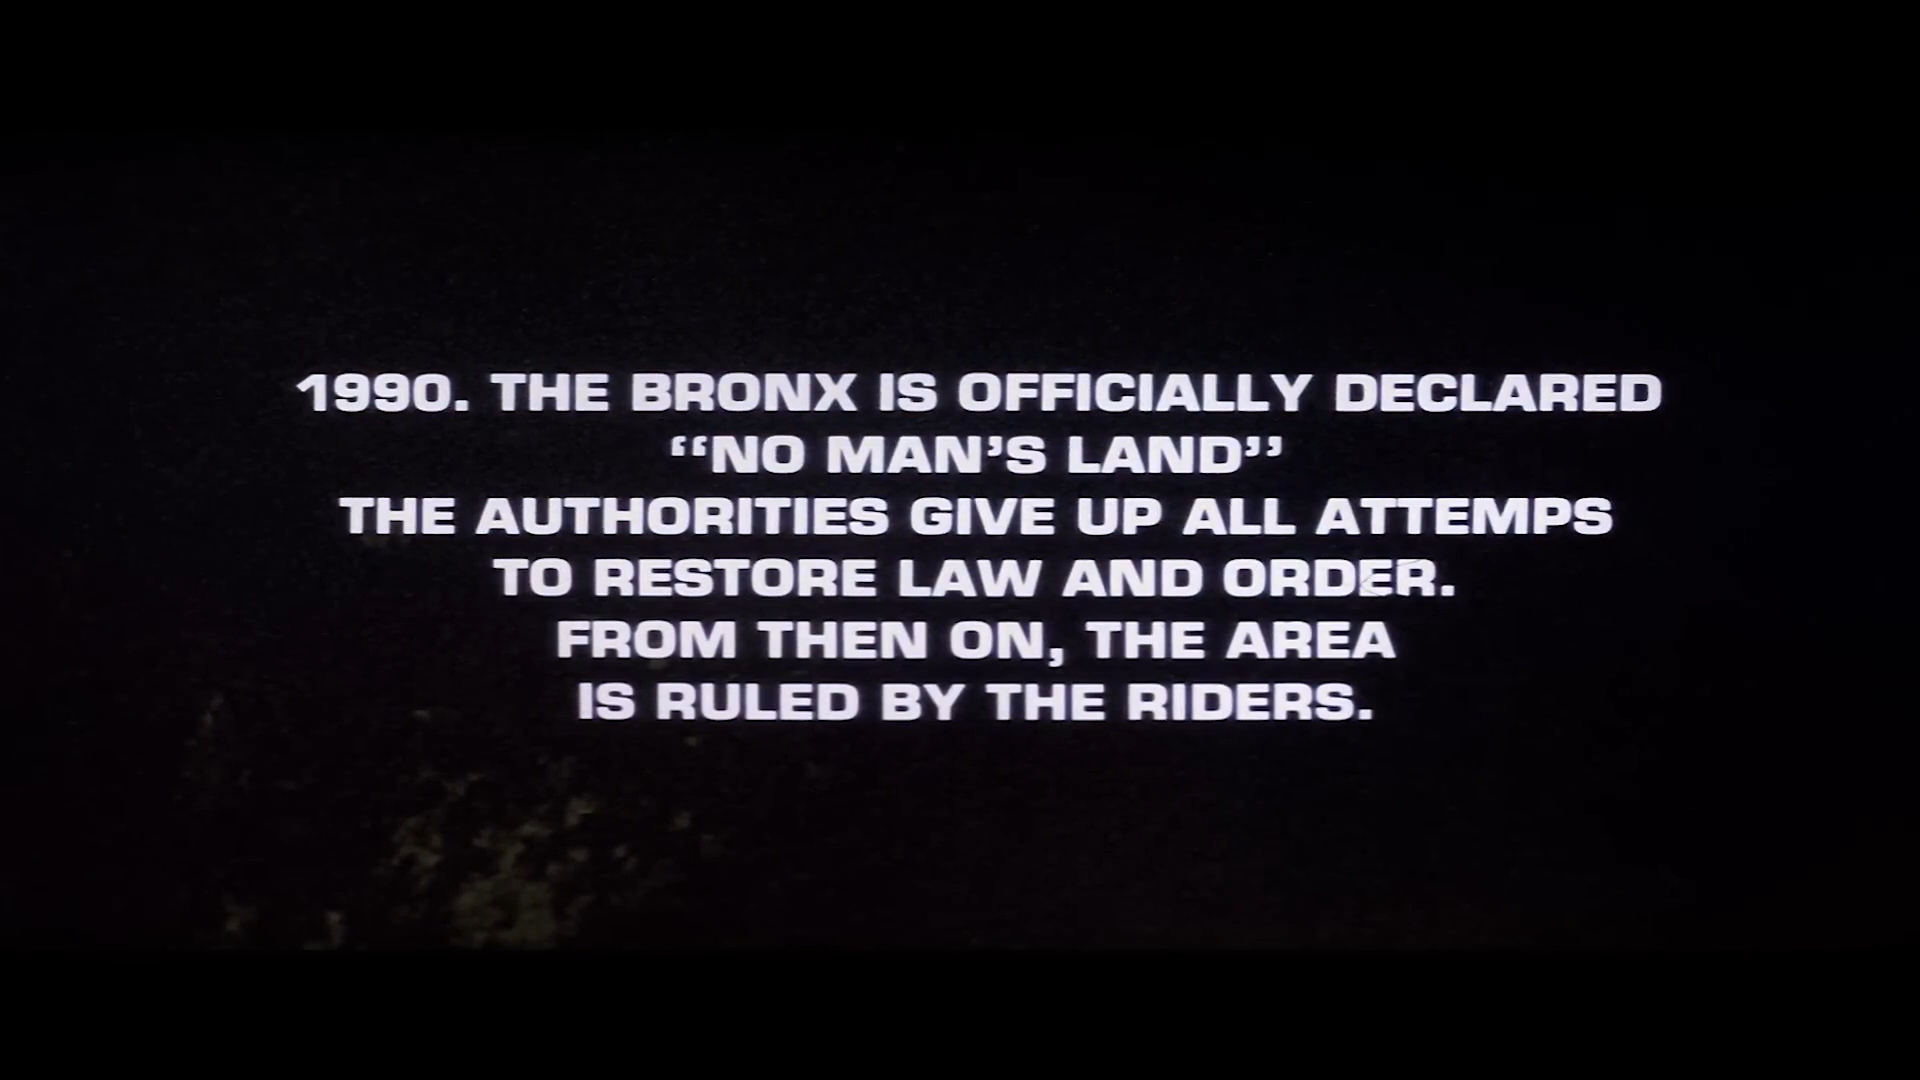 1990. THE BRONX IS OFFICIALLY DECLARED
“NO MAN’S LAND”
THE AUTHORITIES GIVE UP ALL ATTEMPS
TO RESTORE LAW AND ORDER.
FROM THEN ON, THE AREA
IS RULED BY THE RIDERS.